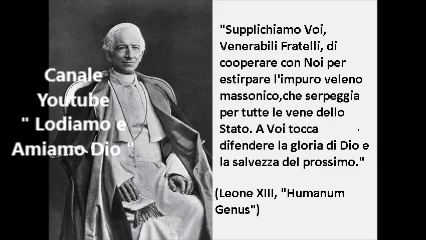 Canale
Youtube
" Lodiamo e
Amiamo Dio "
"Supplichiamo Voi,
Venerabili Fratelli, di
cooperare con Noi per
estirpare l'impuro veleno
massonico,che serpeggia
per tutte le vene dello
Stato. A Voi tocca
difendere la gloria di Dio e
la salvezza del prossimo."
(Leone XIII, "Humanum
Genus")